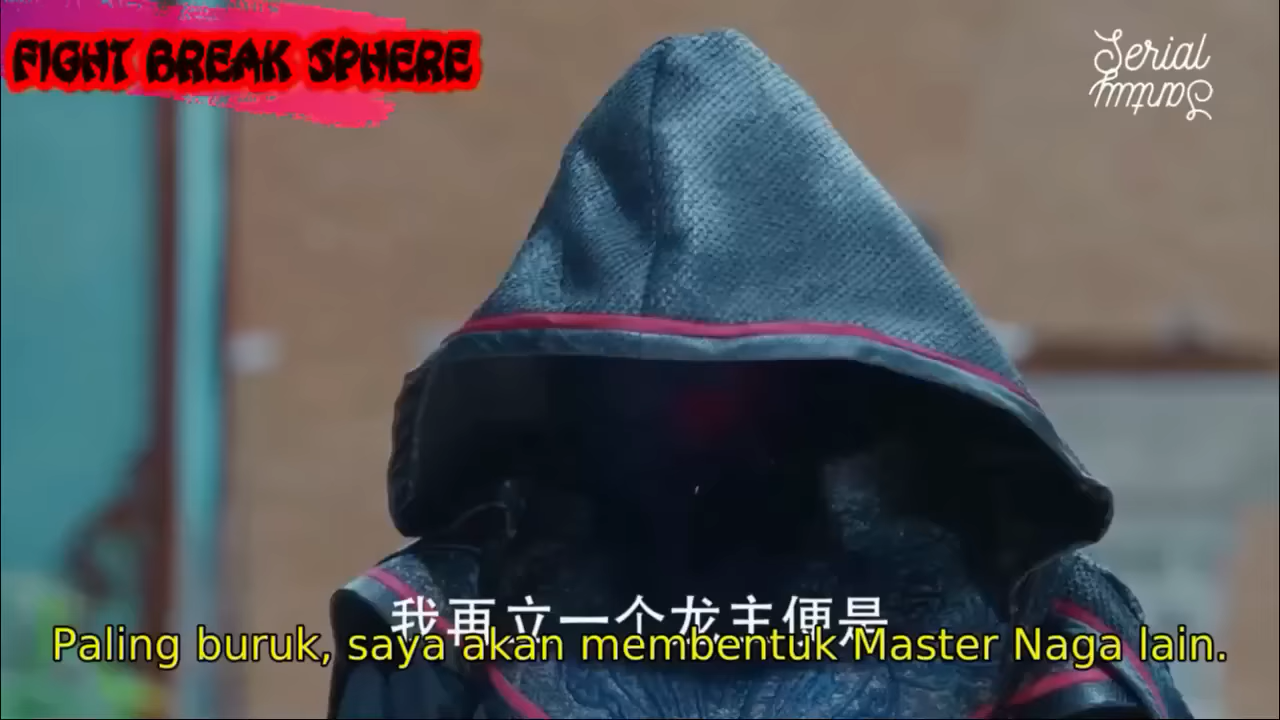 FIGHT BREAK SPHERE
Serial
Santuy
我再立一个龙主便是
Paling buruk, saya akan membentuk Master Naga lain.